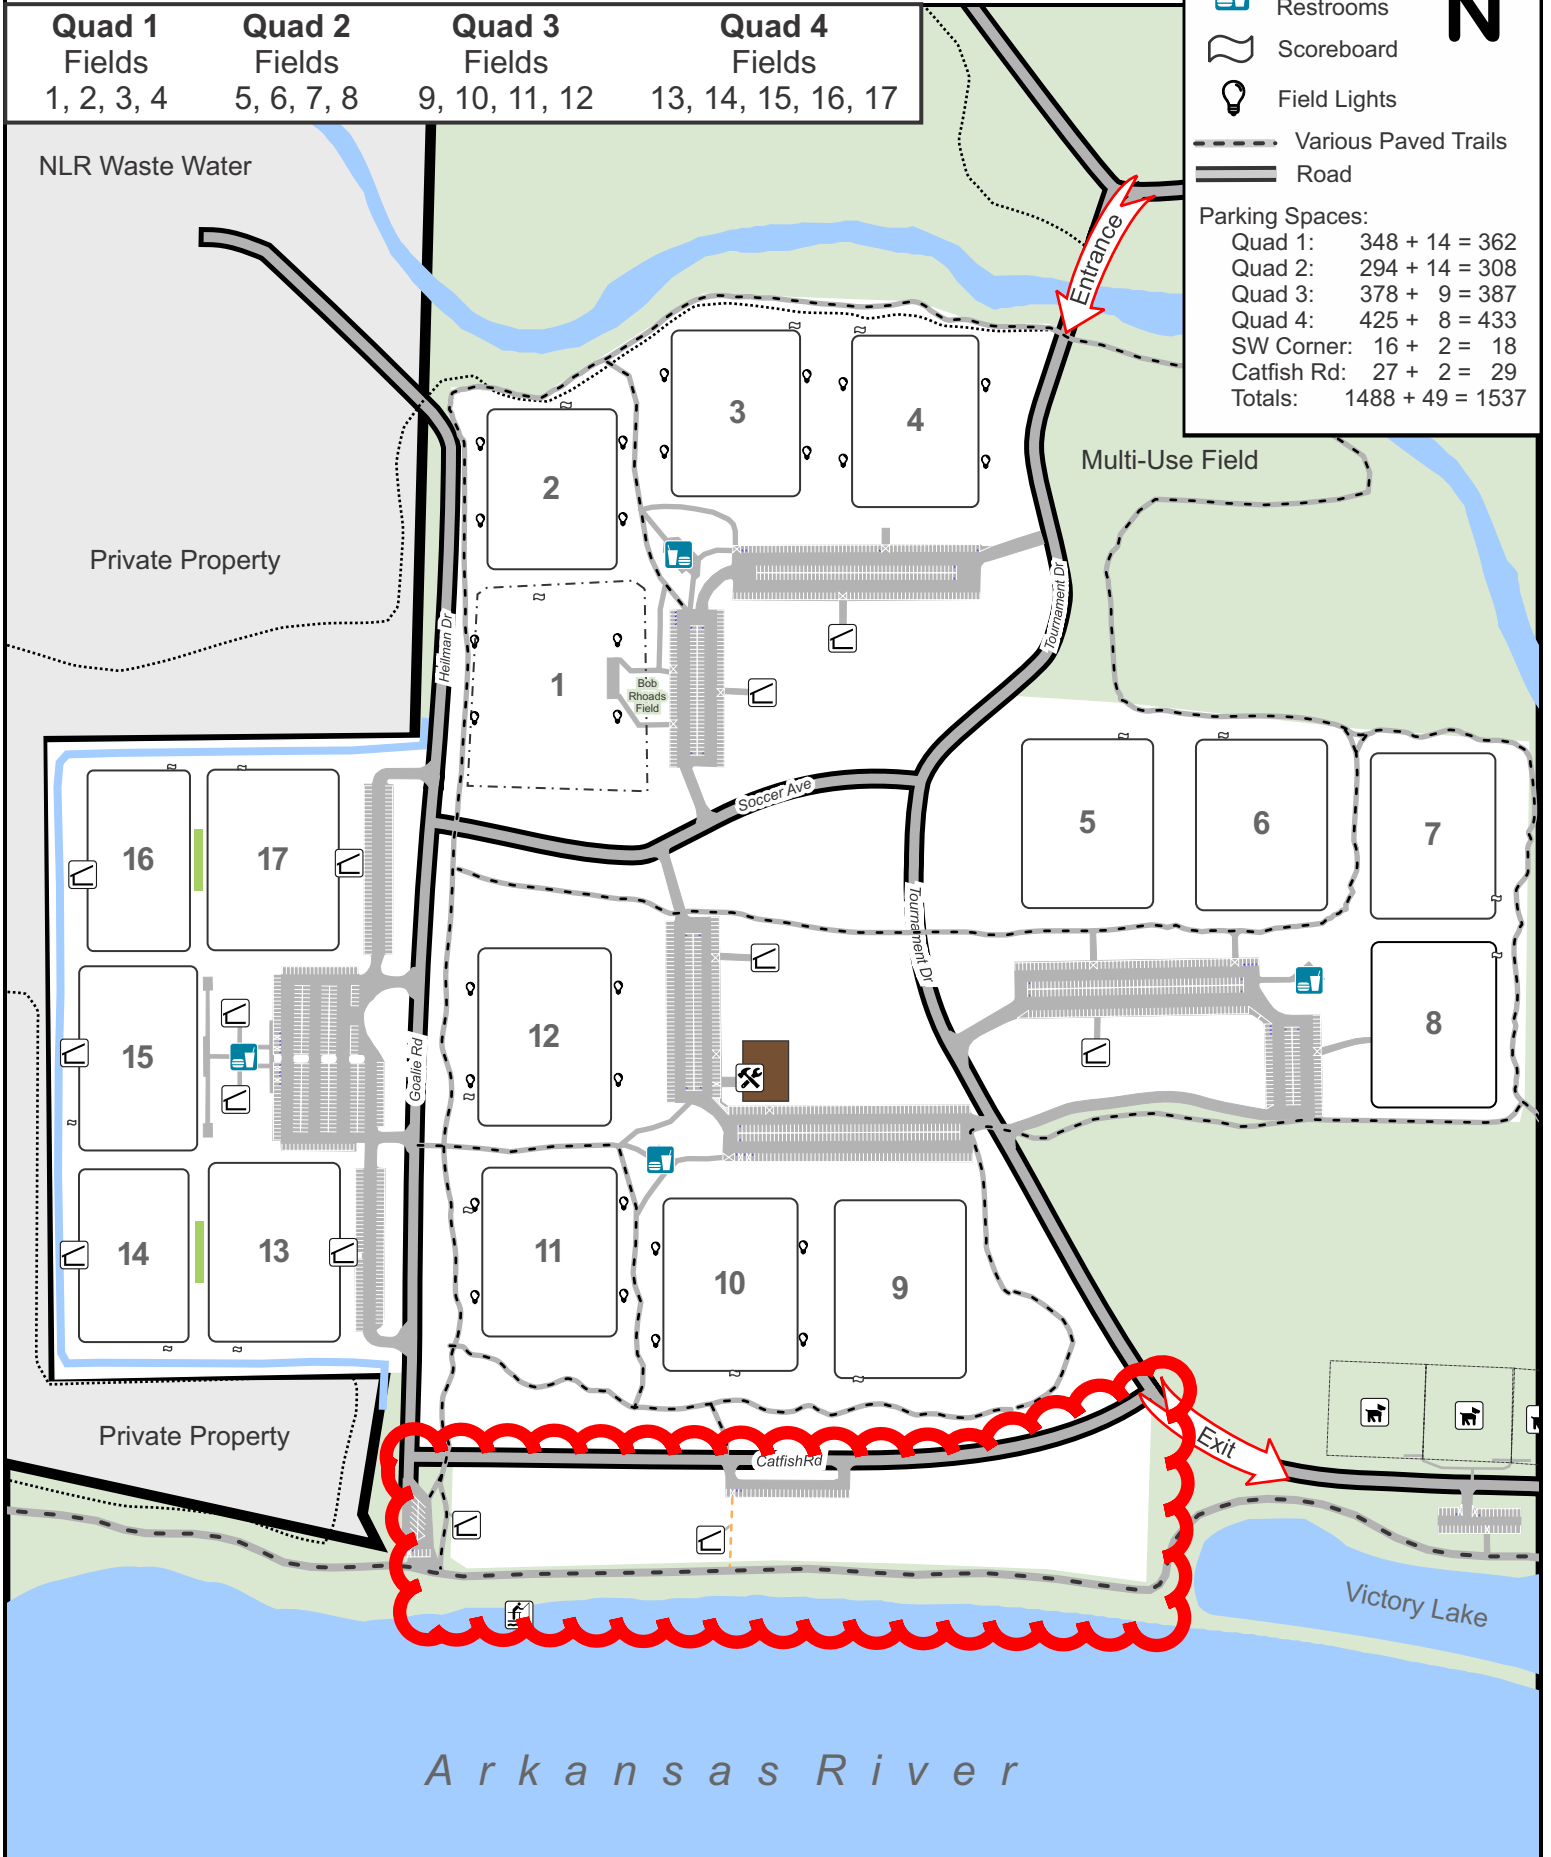 Quad 1
Fields
1, 2, 3, 4
Quad 2
Fields
5, 6, 7, 8
Quad 3
Fields
9, 10, 11, 12
Quad 4
Fields
13, 14, 15, 16, 17
N
Restrooms
Scoreboard
Field Lights
Various Paved Trails
Road
Parking Spaces:
Quad 1: 348 + 14 = 362
Quad 2: 294 + 14 = 308
Quad 3: 378 + 9 = 387
Quad 4: 425 + 8 = 433
SW Corner: 16 + 2 = 18
Catfish Rd: 27 + 2 = 29
Totals: 1488 + 49 = 1537
NLR Waste Water
Entrance
3
4
Multi-Use Field
2
Private Property
Heilman Dr
Tournament Dr
1
Bob
Rhoads
Field
Soccer Ave
5
6
7
16
17
Tournament Dr
12
8
15
Goalie Rd
14
13
11
10
9
Private Property
Exit
CatfishRd
Victory Lake
Arkansas River